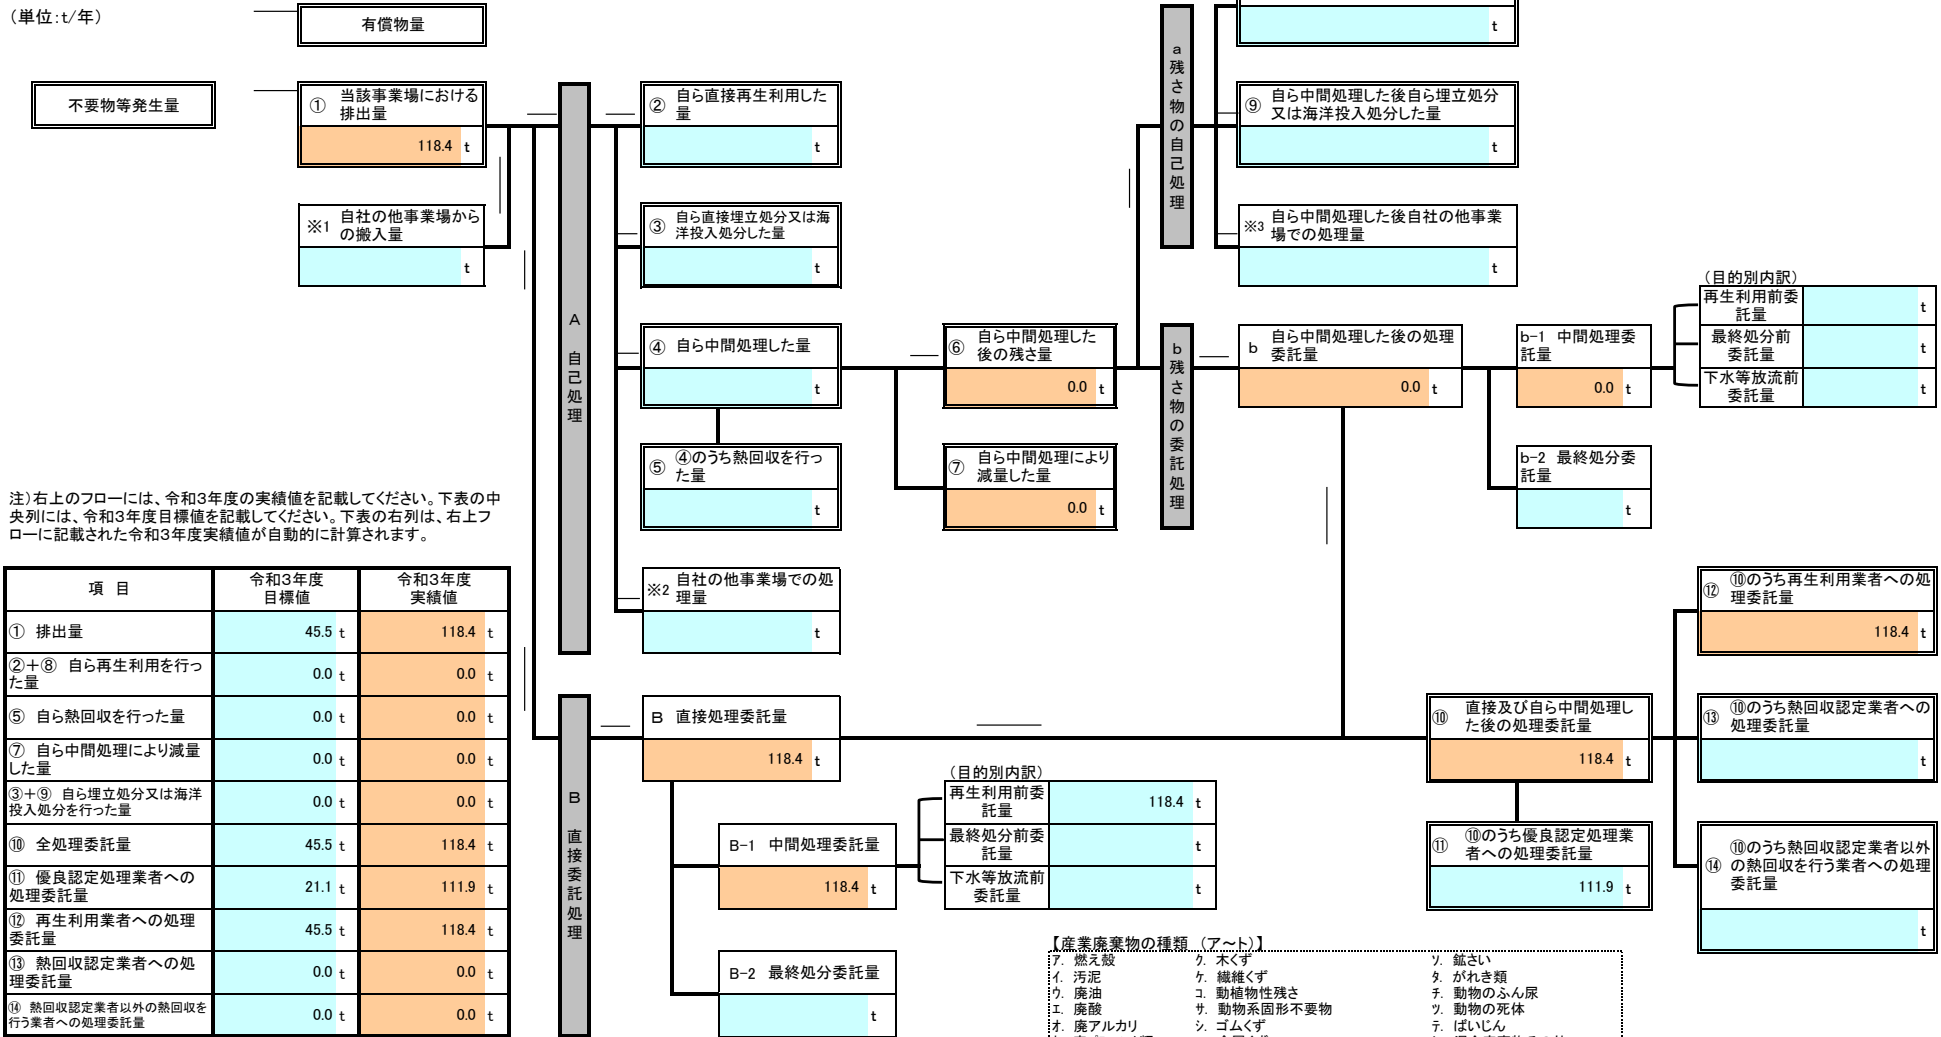 (単位:t/年)
有償物量
t
不要物等発生量
① 当該事業場における
排出量
118.4 t
※1 自社の他事業場から
の搬入量
t
A 自己処理
② 自ら直接再生利用した
量
t
③ 自ら直接埋立処分又は海
洋投入処分した量
t
④ 自ら中間処理した量
t
⑤ ④のうち熱回収を行っ
た量
t
※2 自社の他事業場での処
理量
t
⑥ 自ら中間処理した
後の残さ量
0.0 t
⑦ 自ら中間処理により
減量した量
0.0 t
a 残さ物の自己処理
⑨ 自ら中間処理した後自ら埋立処分
又は海洋投入処分した量
t
※3 自ら中間処理した後自社の他事業
場での処理量
t
b 残さ物の委託処理
b 自ら中間処理した後の処理
委託量
0.0 t
b-1 中間処理委
託量
0.0 t
(目的別内訳)
再生利用前委
託量
t
最終処分前
委託量
t
下水等放流前
委託量
t
b-2 最終処分委
託量
t
注)右上のフローには、令和3年度の実績値を記載してください。下表の中
央列には、令和3年度目標値を記載してください。下表の右列は、右上フ
ローに記載された令和3年度実績値が自動的に計算されます。
項 目 令和3年度
目標値 令和3年度
実績値
① 排出量 45.5 t 118.4 t
②+⑧ 自ら再生利用を行っ
た量 0.0 t 0.0 t
⑤ 自ら熱回収を行った量 0.0 t 0.0 t
⑦ 自ら中間処理により減量
した量 0.0 t 0.0 t
③+⑨ 自ら埋立処分又は海洋
投入処分を行った量 0.0 t 0.0 t
⑩ 全処理委託量 45.5 t 118.4 t
⑪ 優良認定処理業者への
処理委託量 21.1 t 111.9 t
⑫ 再生利用業者への処理
委託量 45.5 t 118.4 t
⑬ 熱回収認定業者への処
理委託量 0.0 t 0.0 t
⑭ 熱回収認定業者以外の熱回収を
行う業者への処理委託量 0.0 t 0.0 t
B 直接委託処理
B 直接処理委託量
118.4 t
B-1 中間処理委託量
118.4 t
(目的別内訳)
再生利用前委
託量
118.4 t
最終処分前委
託量
t
下水等放流前
委託量
t
B-2 最終処分委託量
t
⑩ 直接及び自ら中間処理し
た後の処理委託量
118.4 t
⑪ ⑩のうち優良認定処理業
者への処理委託量
111.9 t
⑫ ⑩のうち再生利用業者への処
理委託量
118.4 t
⑬ ⑩のうち熱回収認定業者への
処理委託量
t
⑭ ⑩のうち熱回収認定業者以外
の熱回収を行う業者への処理
委託量
t
【産業廃棄物の種類 (ア~ト)】
ア. 燃え殻 ク. 木くず ソ. 鉱さい
イ. 汚泥 ケ. 繊維くず タ. がれき類
ウ. 廃油 コ. 動植物性残さ チ. 動物のふん尿
エ. 廃酸 サ. 動物系固形不要物 ツ. 動物の死体
オ. 廃アルカリ シ. ゴムくず テ. ばいじん